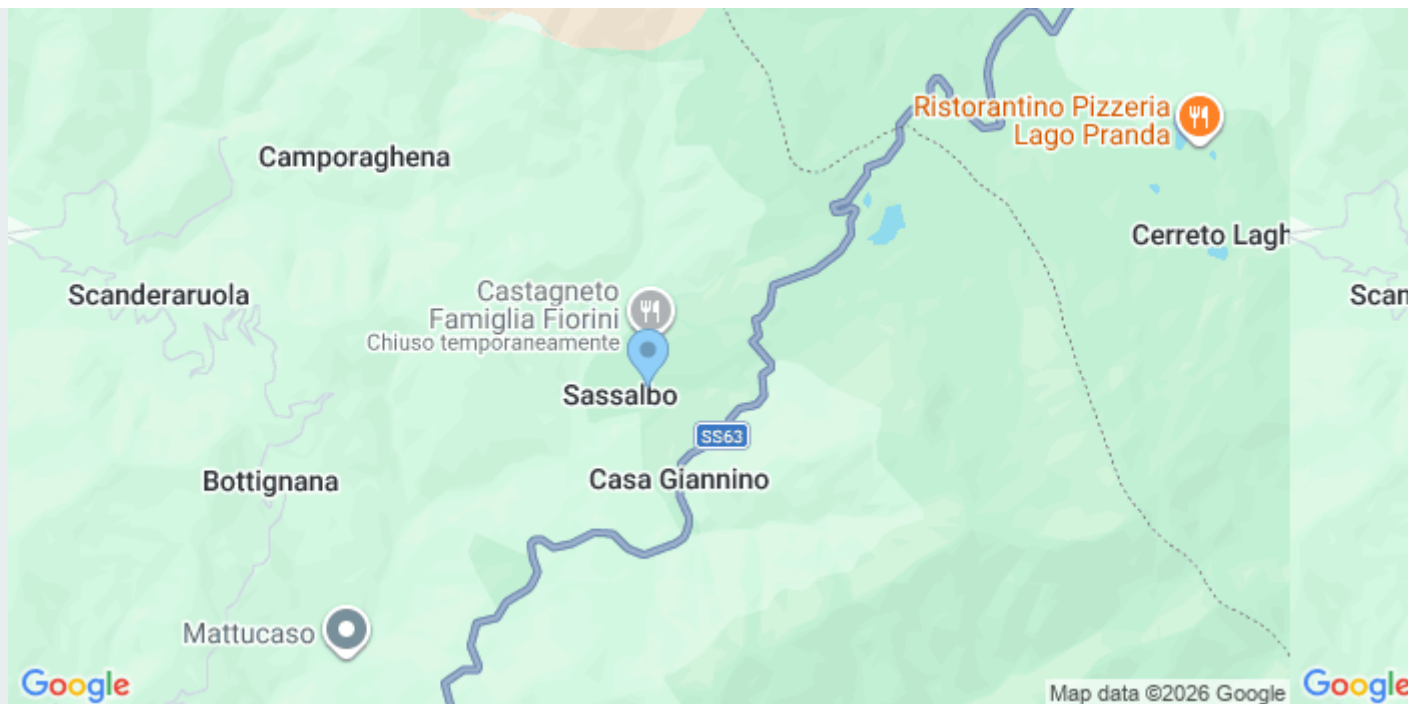 Ristorantino Pizzeria
Lago Pranda
Camporaghena
Cerreto Lagh
Scanderaruola
Scan
Castagneto
Famiglia Fiorini
Chiuso temporaneamente
Sassalbo
SS63
Casa Giannino
Bottignana
Mattucaso
Google
Map data ©2026 Google
Google